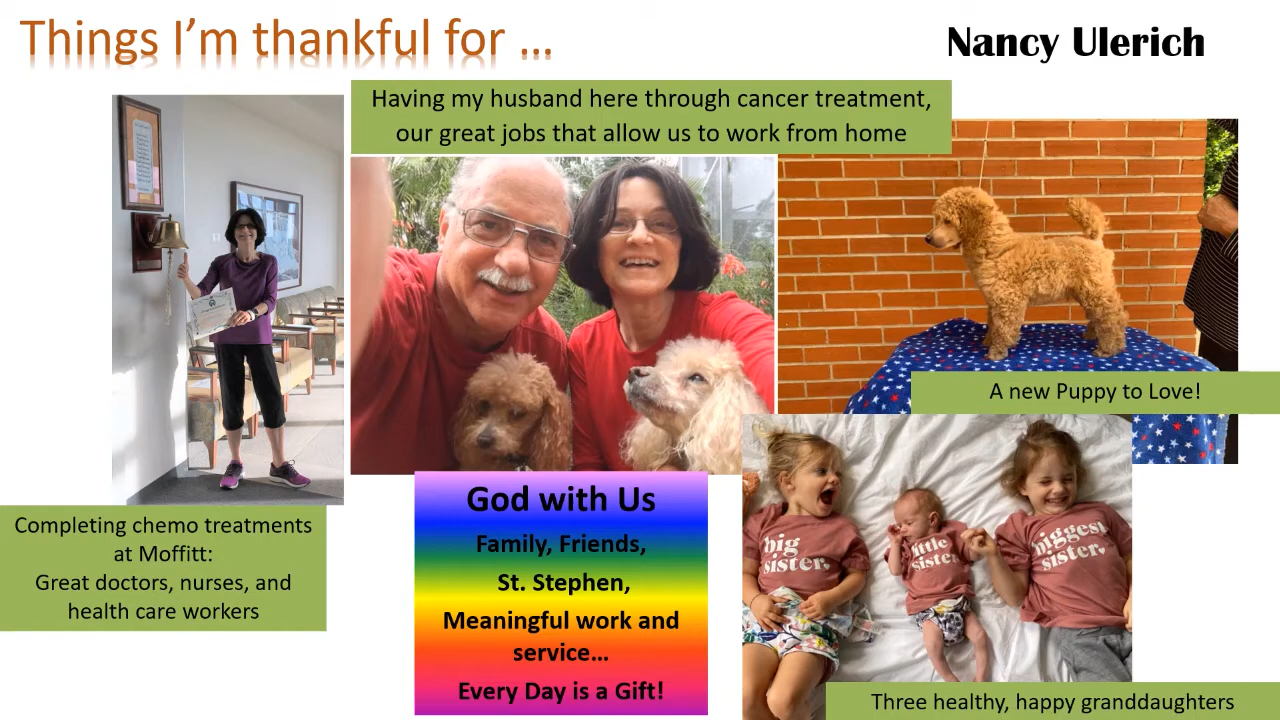 Things I'm thankful for ...
Nancy Ulerich
Having my husband here through cancer treatment,
our great jobs that allow us to work from home
A new Puppy to Love!
Completing chemo treatments
at Moffitt:
Great doctors, nurses, and
health care workers
God with Us
Family, Friends,
St. Stephen,
Meaningful work and
service…
Every Day is a Gift!
big
sister.
little
sister.
biggest
sister.
Three healthy, happy granddaughters